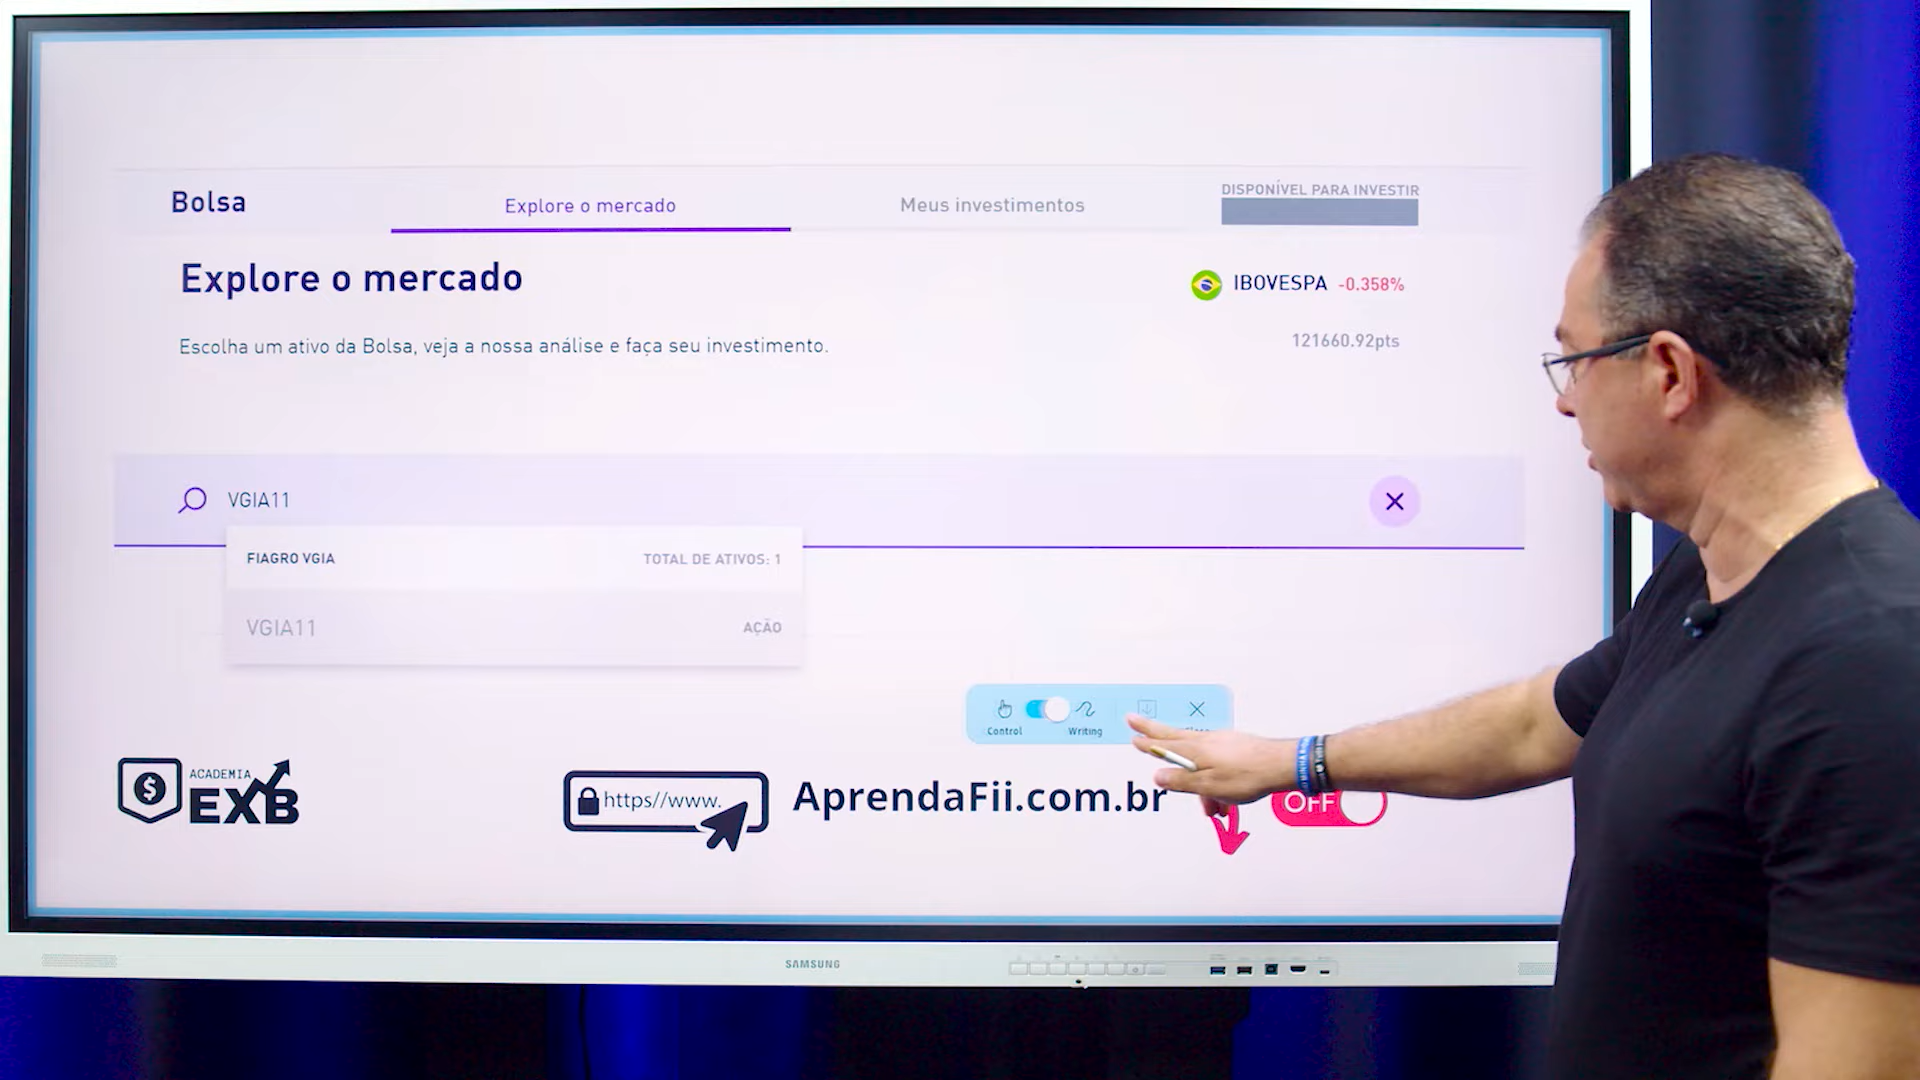 Bolsa
Explore o mercado
Meus investimentos
DISPONÍVEL PARA INVESTIR
Explore o mercado
IBOVESPA -0.358%
Escolha um ativo da Bolsa, veja a nossa análise e faça seu investimento.
121660.92pts
VGIA11
FIAGRO VGIA
TOTAL DE ATIVOS: 1
VGIA11
AÇÃO
Control
Writing
ACADEMIA
EXB
https//www.
AprendaFii.com.br
OFF
SAMSUNG